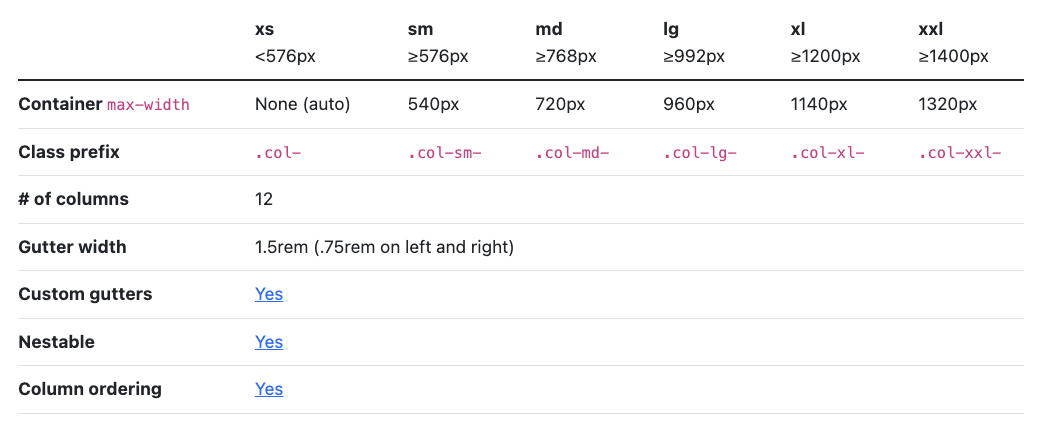 xs sm md lg xl xxl
<576px ≥576px ≥768px ≥992px ≥1200px ≥1400px
Container max-width None (auto) 540px 720px 960px 1140px 1320px
Class prefix .col- .col-sm- .col-md- .col-lg- .col-xl- .col-xxl-
# of columns 12
Gutter width 1.5rem (.75rem on left and right)
Custom gutters Yes
Nestable Yes
Column ordering Yes